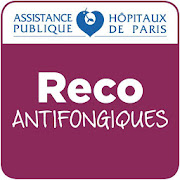 ASSISTANCE HÔPITAUX
PUBLIQUE DE PARIS
Reco
ANTIFONGIQUES